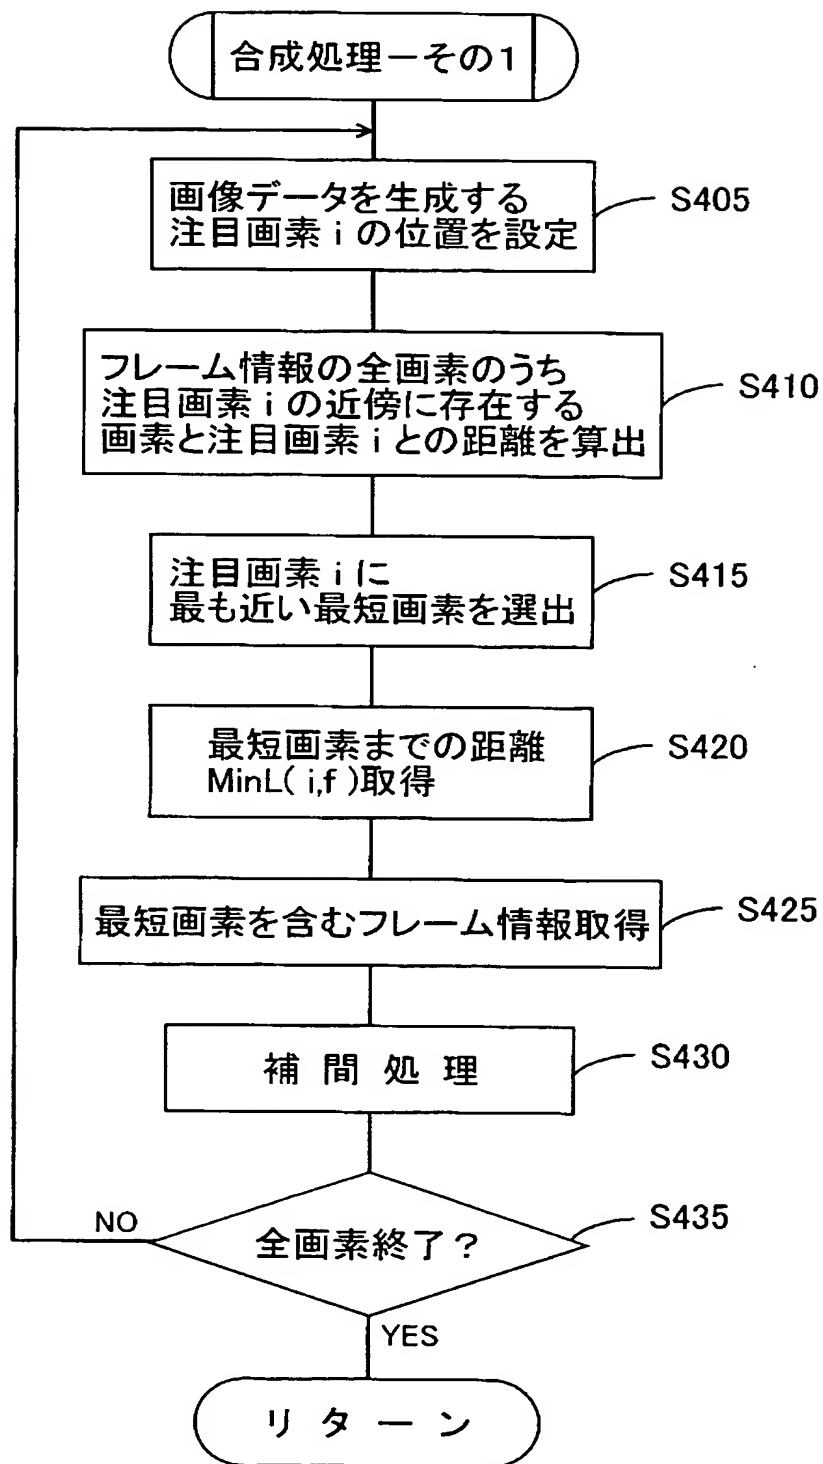 合成処理－その1
画像データを生成する
注目画素 i の位置を設定
S405
フレーム情報の全画素のうち
注目画素 i の近傍に存在する
画素と注目画素 i との距離を算出
S410
注目画素 i に
最も近い最短画素を選出
S415
最短画素までの距離
MinL( i,f )取得
S420
最短画素を含むフレーム情報取得
S425
補 間 処 理
S430
全画素終了？
S435
NO
YES
リ タ ー ン